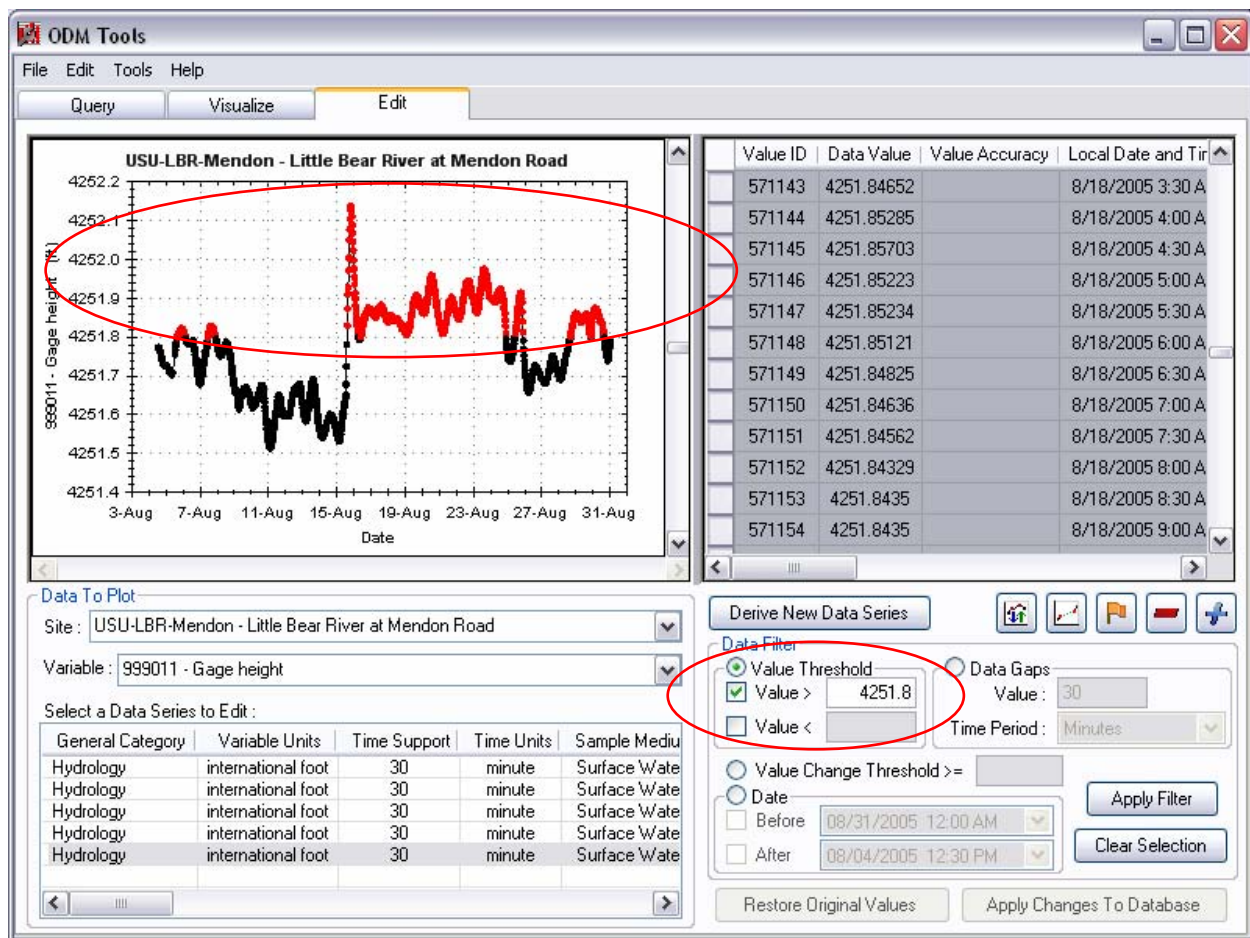 ODM Tools
File Edit Tools Help
Query Visualize Edit
USU-LBR-Mendon - Little Bear River at Mendon Road
999011 - Gage height (ft)
4252.2
4252.1
4252.0
4251.9
4251.8
4251.7
4251.6
4251.5
4251.4
3-Aug 7-Aug 11-Aug 15-Aug 19-Aug 23-Aug 27-Aug 31-Aug
Date
Value ID Data Value Value Accuracy Local Date and Tir
571143 4251.84652 8/18/2005 3:30 A
571144 4251.85285 8/18/2005 4:00 A
571145 4251.85703 8/18/2005 4:30 A
571146 4251.85223 8/18/2005 5:00 A
571147 4251.85234 8/18/2005 5:30 A
571148 4251.85121 8/18/2005 6:00 A
571149 4251.84825 8/18/2005 6:30 A
571150 4251.84636 8/18/2005 7:00 A
571151 4251.84562 8/18/2005 7:30 A
571152 4251.84329 8/18/2005 8:00 A
571153 4251.8435 8/18/2005 8:30 A
571154 4251.8435 8/18/2005 9:00 A
Data To Plot
Site : USU-LBR-Mendon - Little Bear River at Mendon Road
Variable : 999011 - Gage height
Select a Data Series to Edit :
General Category Variable Units Time Support Time Units Sample Mediu
Hydrology international foot 30 minute Surface Wate
Hydrology international foot 30 minute Surface Wate
Hydrology international foot 30 minute Surface Wate
Hydrology international foot 30 minute Surface Wate
Hydrology international foot 30 minute Surface Wate
Derive New Data Series
Data Filter
Value Threshold
Value > 4251.8
Value <
Data Gaps
Value : 30
Time Period : Minutes
Value Change Threshold >=
Date
Before 08/31/2005 12:00 AM
After 08/04/2005 12:30 PM
Apply Filter
Clear Selection
Restore Original Values Apply Changes To Database